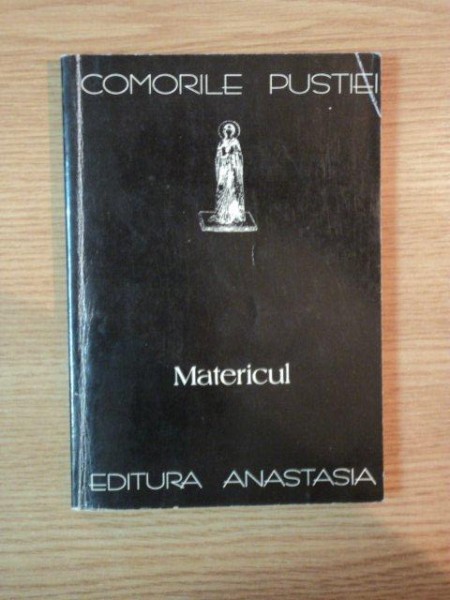 COMORILE PUSTIEI
Matericul
EDITURA ANASTASIA